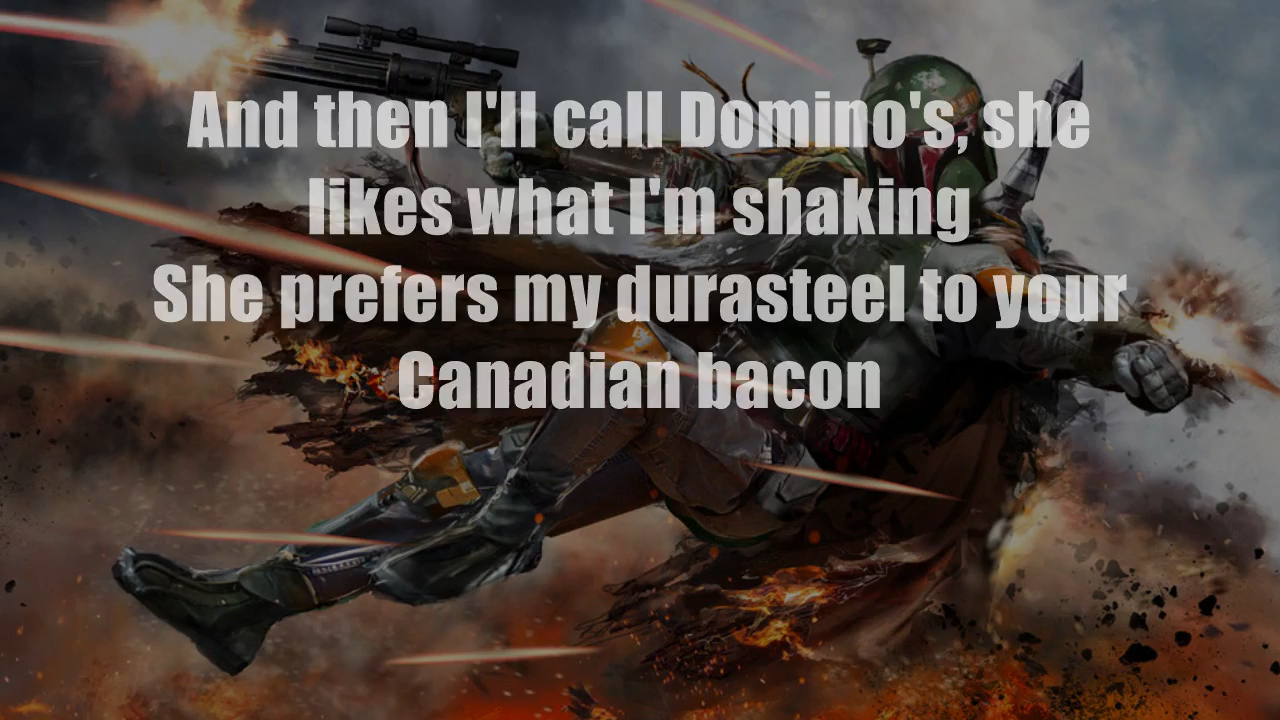 And then I'll call Domino's, she
likes what I'm shaking
She prefers my durasteel to your
Canadian bacon